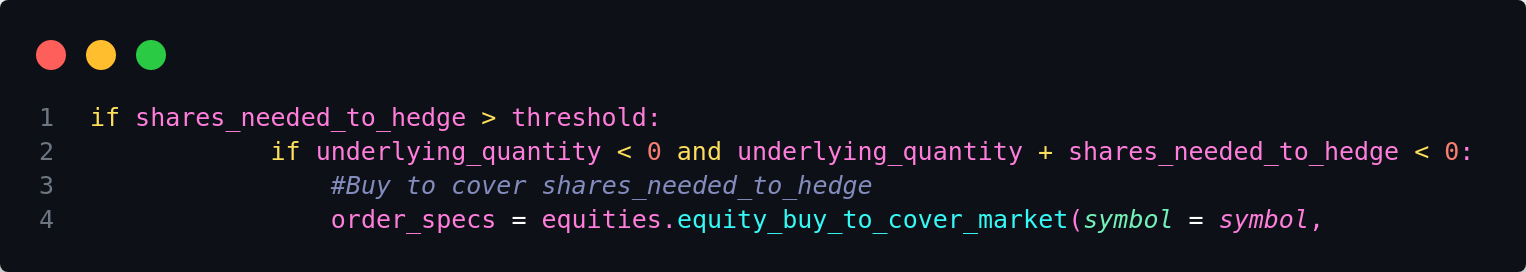 1 if shares_needed_to_hedge > threshold:
2 if underlying_quantity < 0 and underlying_quantity + shares_needed_to_hedge < 0:
3 #Buy to cover shares_needed_to_hedge
4 order_specs = equities.equity_buy_to_cover_market(symbol = symbol,